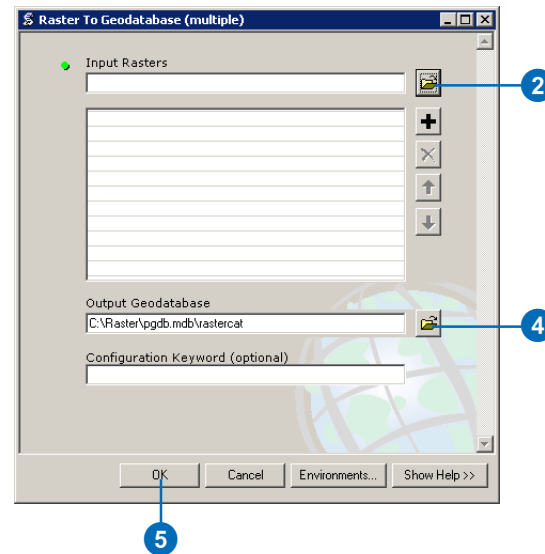 Raster To Geodatabase (multiple)
Input Rasters
2
Output Geodatabase
C:\Raster\pgdb.mdb\rastercat
4
Configuration Keyword (optional)
OK
Cancel
Environments...
Show Help >>
5